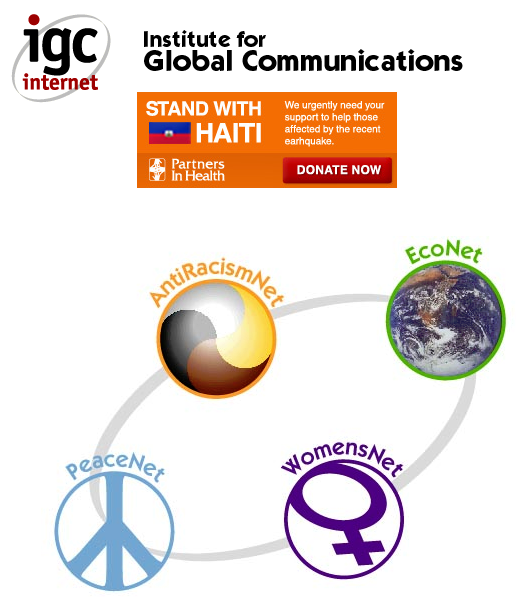 igc
internet
Institute for
Global Communications
STAND WITH
HAITI
We urgently need your
support to help those
affected by the recent
earhquake.
Partners
In Health
DONATE NOW
EcoNet
AntiRacismNet
PeaceNet
WomensNet